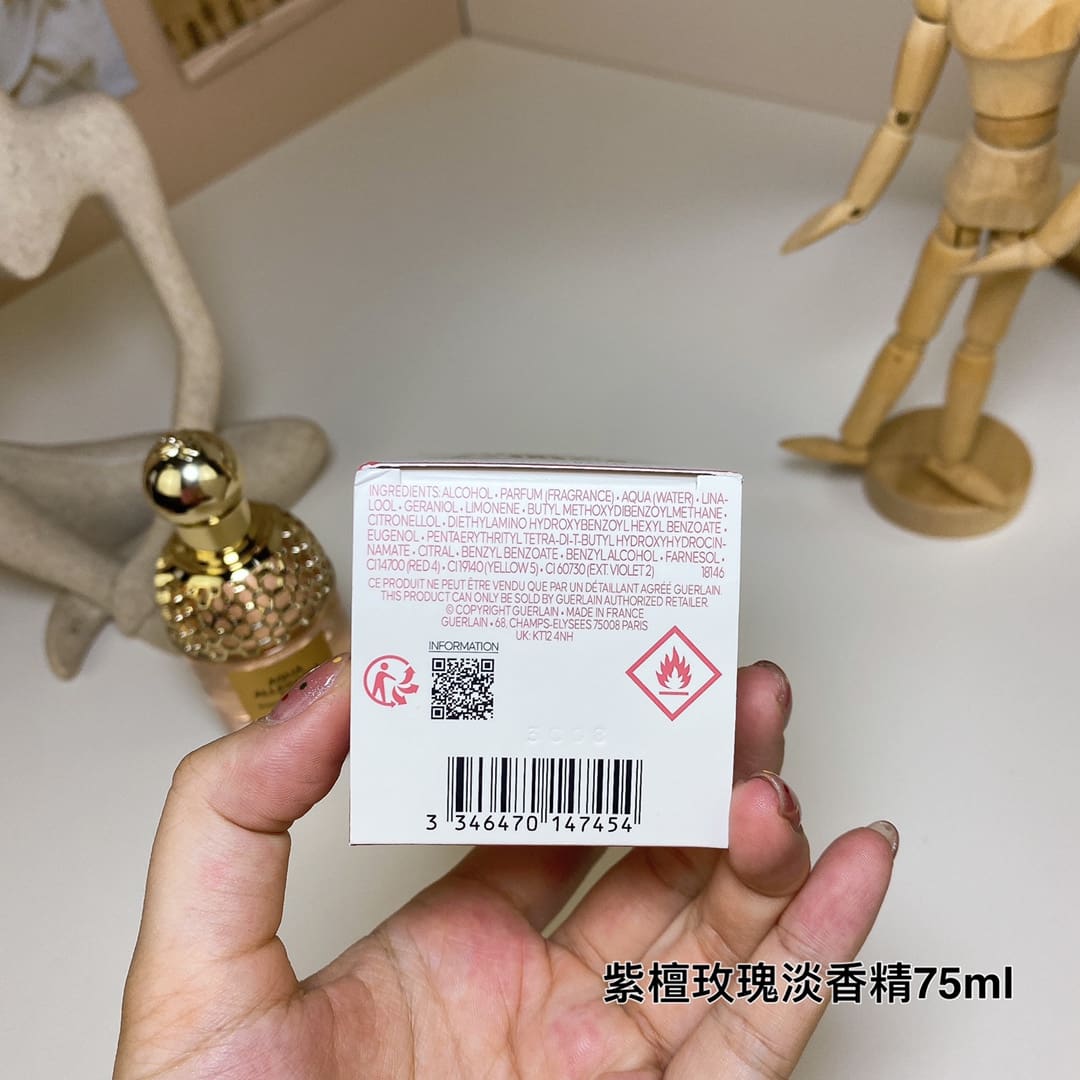 INGREDIENTS: ALCOHOL • PARFUM (FRAGRANCE) • AQUA (WATER) • LINA-
LOOL • GERANIOL • LIMONENE • BUTYL METHOXYDIBENZOYLMETHANE •
CITRONELLOL • DIETHYLAMINO HYDROXYBENZOYL HEXYL BENZOATE •
EUGENOL • PENTAERYTHRITYL TETRA-DI-T-BUTYL HYDROXYHYDROCIN-
NAMATE • CITRAL • BENZYL BENZOATE • BENZYL ALCOHOL • FARNESOL •
CI 14700 (RED 4) • CI 19140 (YELLOW 5) • CI 60730 (EXT. VIOLET 2) 18146
CE PRODUIT NE PEUT ÊTRE VENDU QUE PAR UN DÉTAILLANT AGRÉÉ GUERLAIN.
THIS PRODUCT CAN ONLY BE SOLD BY GUERLAIN AUTHORIZED RETAILER.
© COPYRIGHT GUERLAIN • MADE IN FRANCE
GUERLAIN • 68, CHAMPS-ELYSEES 75008 PARIS
UK: KT12 4NH
INFORMATION
3 346470 147454
紫檀玫瑰淡香精75ml